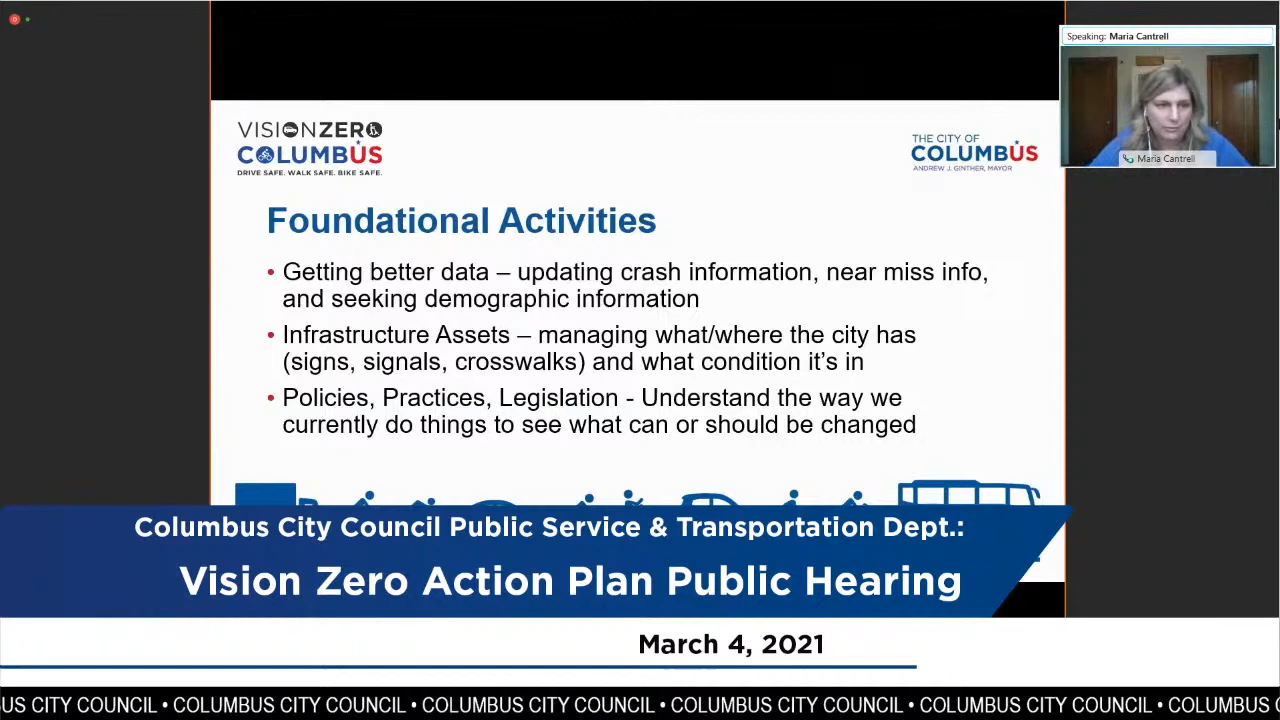 Speaking: Maria Cantrell
Maria Cantrell
VISIONZERO
COLUMBUS
DRIVE SAFE. WALK SAFE. BIKE SAFE.
THE CITY OF
COLUMBUS
ANDREW J. GINTHER, MAYOR
Foundational Activities
• Getting better data – updating crash information, near miss info,
and seeking demographic information
• Infrastructure Assets – managing what/where the city has
(signs, signals, crosswalks) and what condition it's in
• Policies, Practices, Legislation - Understand the way we
currently do things to see what can or should be changed
Columbus City Council Public Service & Transportation Dept.:
Vision Zero Action Plan Public Hearing
March 4, 2021
US CITY COUNCIL • COLUMBUS CITY COUNCIL • COLUMBUS CITY COUNCIL • COLUMBUS CITY COUNCIL • COLUMBUS CITY COUNCIL • COLUMBUS